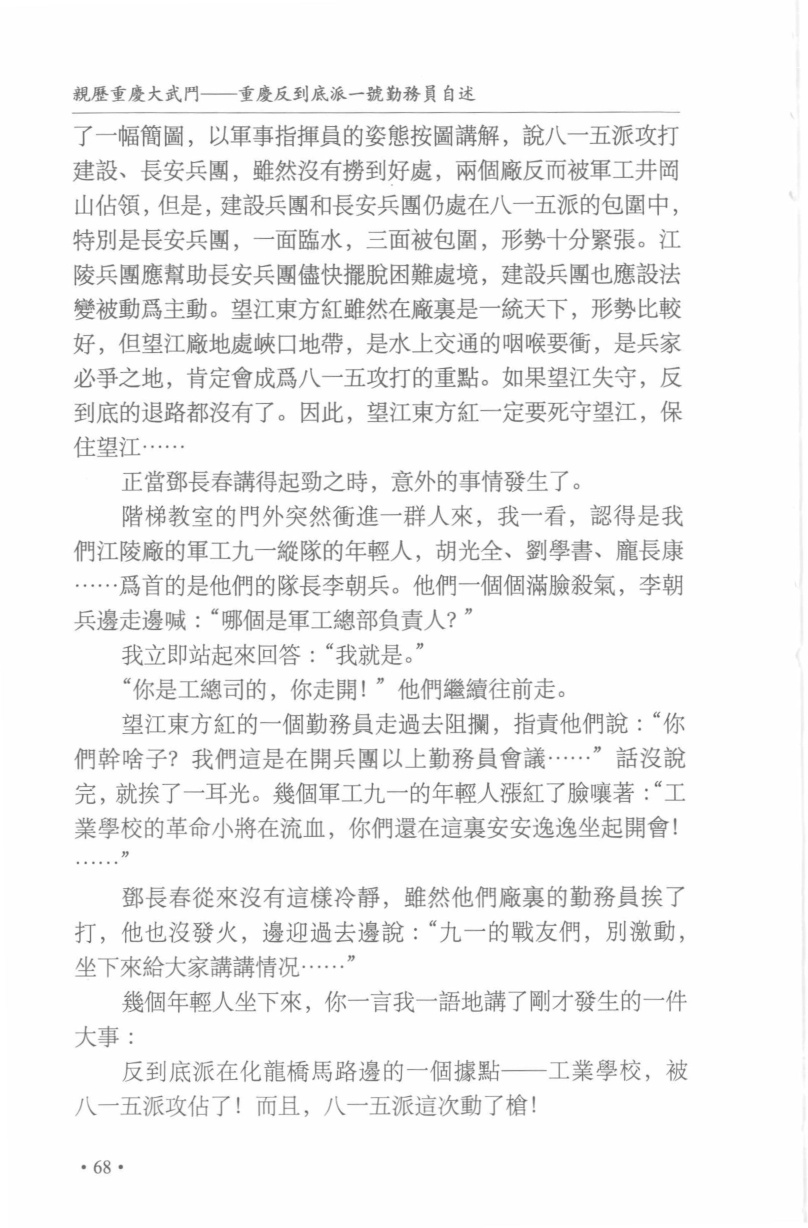 親歷重慶大武鬥——重慶反到底派一號勤務員自述
了一幅簡圖，以軍事指揮員的姿態按圖講解，說八一五派攻打
建設、長安兵團，雖然沒有撈到好處，兩個廠反而被軍工井岡
山佔領，但是，建設兵團和長安兵團仍處在八一五派的包圍中，
特別是長安兵團，一面臨水，三面被包圍，形勢十分緊張。江
陵兵團應幫助長安兵團儘快擺脫困難處境，建設兵團也應設法
變被動爲主動。望江東方紅雖然在廠裏是一統天下，形勢比較
好，但望江廠地處峽口地帶，是水上交通的咽喉要衝，是兵家
必爭之地，肯定會成爲八一五攻打的重點。如果望江失守，反
到底的退路都沒有了。因此，望江東方紅一定要死守望江，保
住望江……
正當鄧長春講得起勁之時，意外的事情發生了。
階梯教室的門外突然衝進一群人來，我一看，認得是我
們江陵廠的軍工九一縱隊的年輕人，胡光全、劉學書、龐長康
……爲首的是他們的隊長李朝兵。他們一個個滿臉殺氣，李朝
兵邊走邊喊：“哪個是軍工總部負責人？”
我立即站起來回答：“我就是。”
“你是工總司的，你走開！”他們繼續往前走。
望江東方紅的一個勤務員走過去阻攔，指責他們說：“你
們幹啥子？我們這是在開兵團以上勤務員會議……”話沒說
完，就挨了一耳光。幾個軍工九一的年輕人漲紅了臉嚷著：“工
業學校的革命小將在流血，你們還在這裏安安逸逸坐起開會！
……”
鄧長春從來沒有這樣冷靜，雖然他們廠裏的勤務員挨了
打，他也沒發火，邊迎過去邊說：“九一的戰友們，別激動，
坐下來給大家講講情况……”
幾個年輕人坐下來，你一言我一語地講了剛才發生的一件
大事：
反到底派在化龍橋馬路邊的一個據點——工業學校，被
八一五派攻佔了！而且，八一五派這次動了槍！
·68·